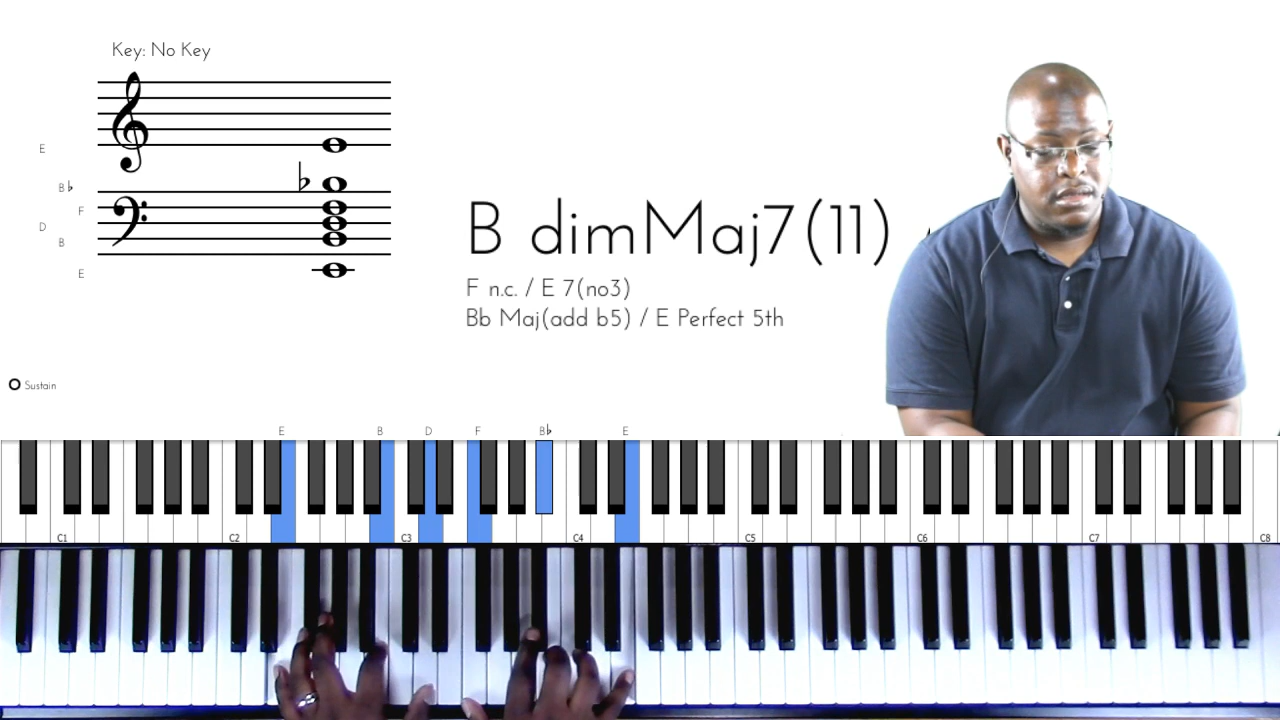 Key: No Key
E
B♭
F
D
B
E
B dimMaj7(11)
F n.c. / E 7(no3)
Bb Maj(add b5) / E Perfect 5th
Sustain
E B D F B♭ E
C1 C2 C3 C4 C5 C6 C7 C8